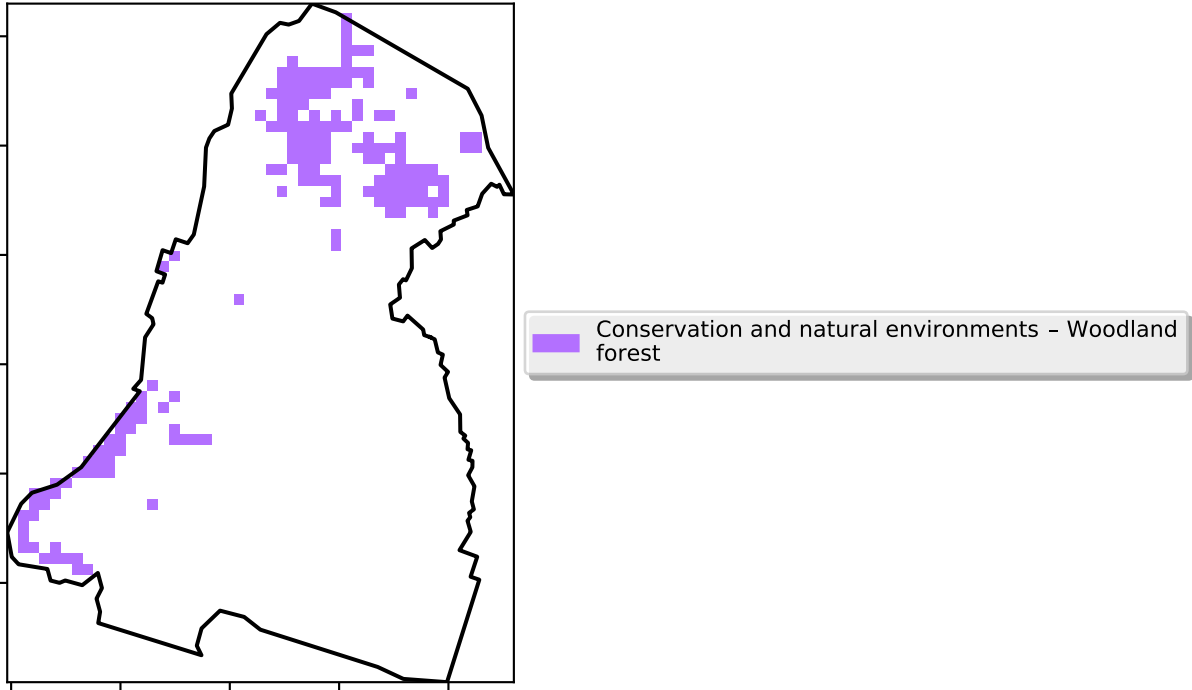 Conservation and natural environments – Woodland
forest